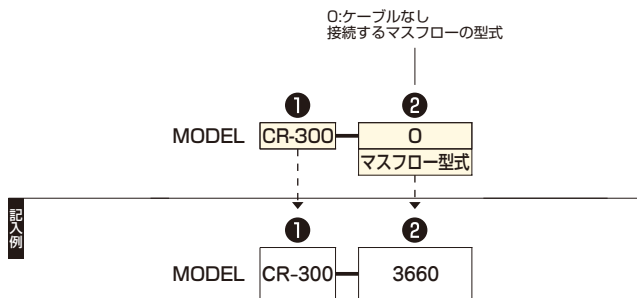 0:ケーブルなし
接続するマスフローの型式
❶ ❷
MODEL CR-300 0
マスフロー型式
記入例
❶ ❷
MODEL CR-300 3660